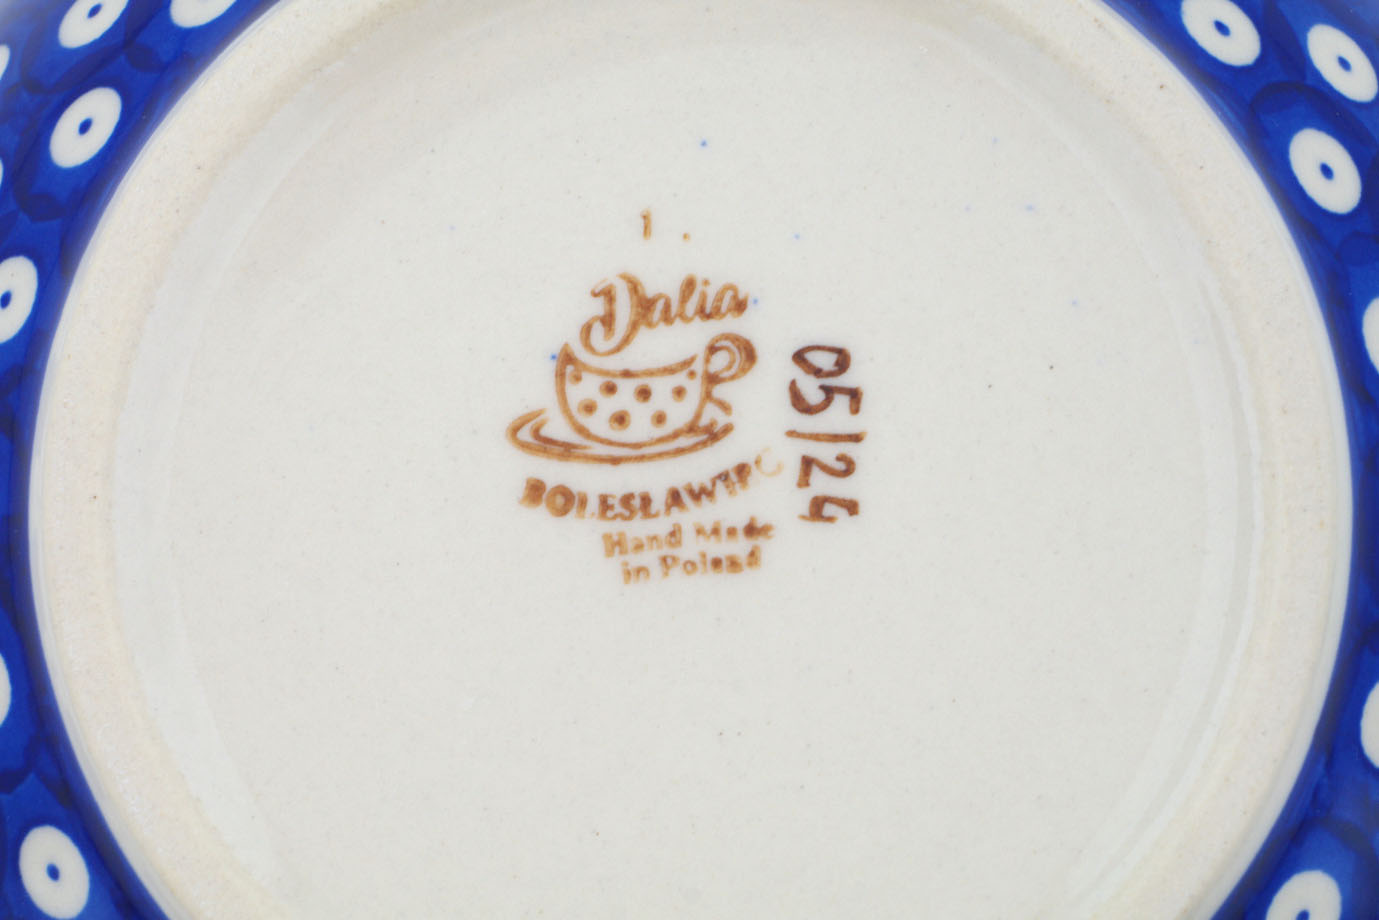 1 .
Dalia
BOLESŁAWIEC
Hand Made
in Poland
05/24